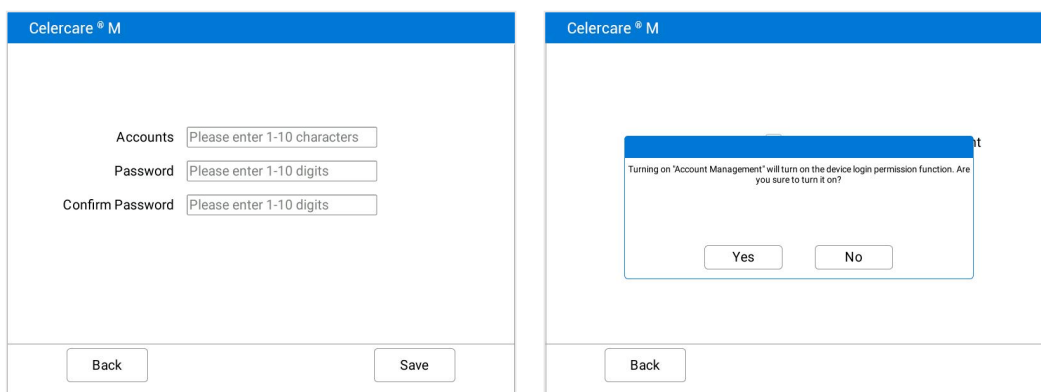 Celercare ® M
Accounts Please enter 1-10 characters
Password Please enter 1-10 digits
Confirm Password Please enter 1-10 digits
Back Save
Celercare ® M
nt
Turning on "Account Management" will turn on the device login permission function. Are
you sure to turn it on?
Yes No
Back